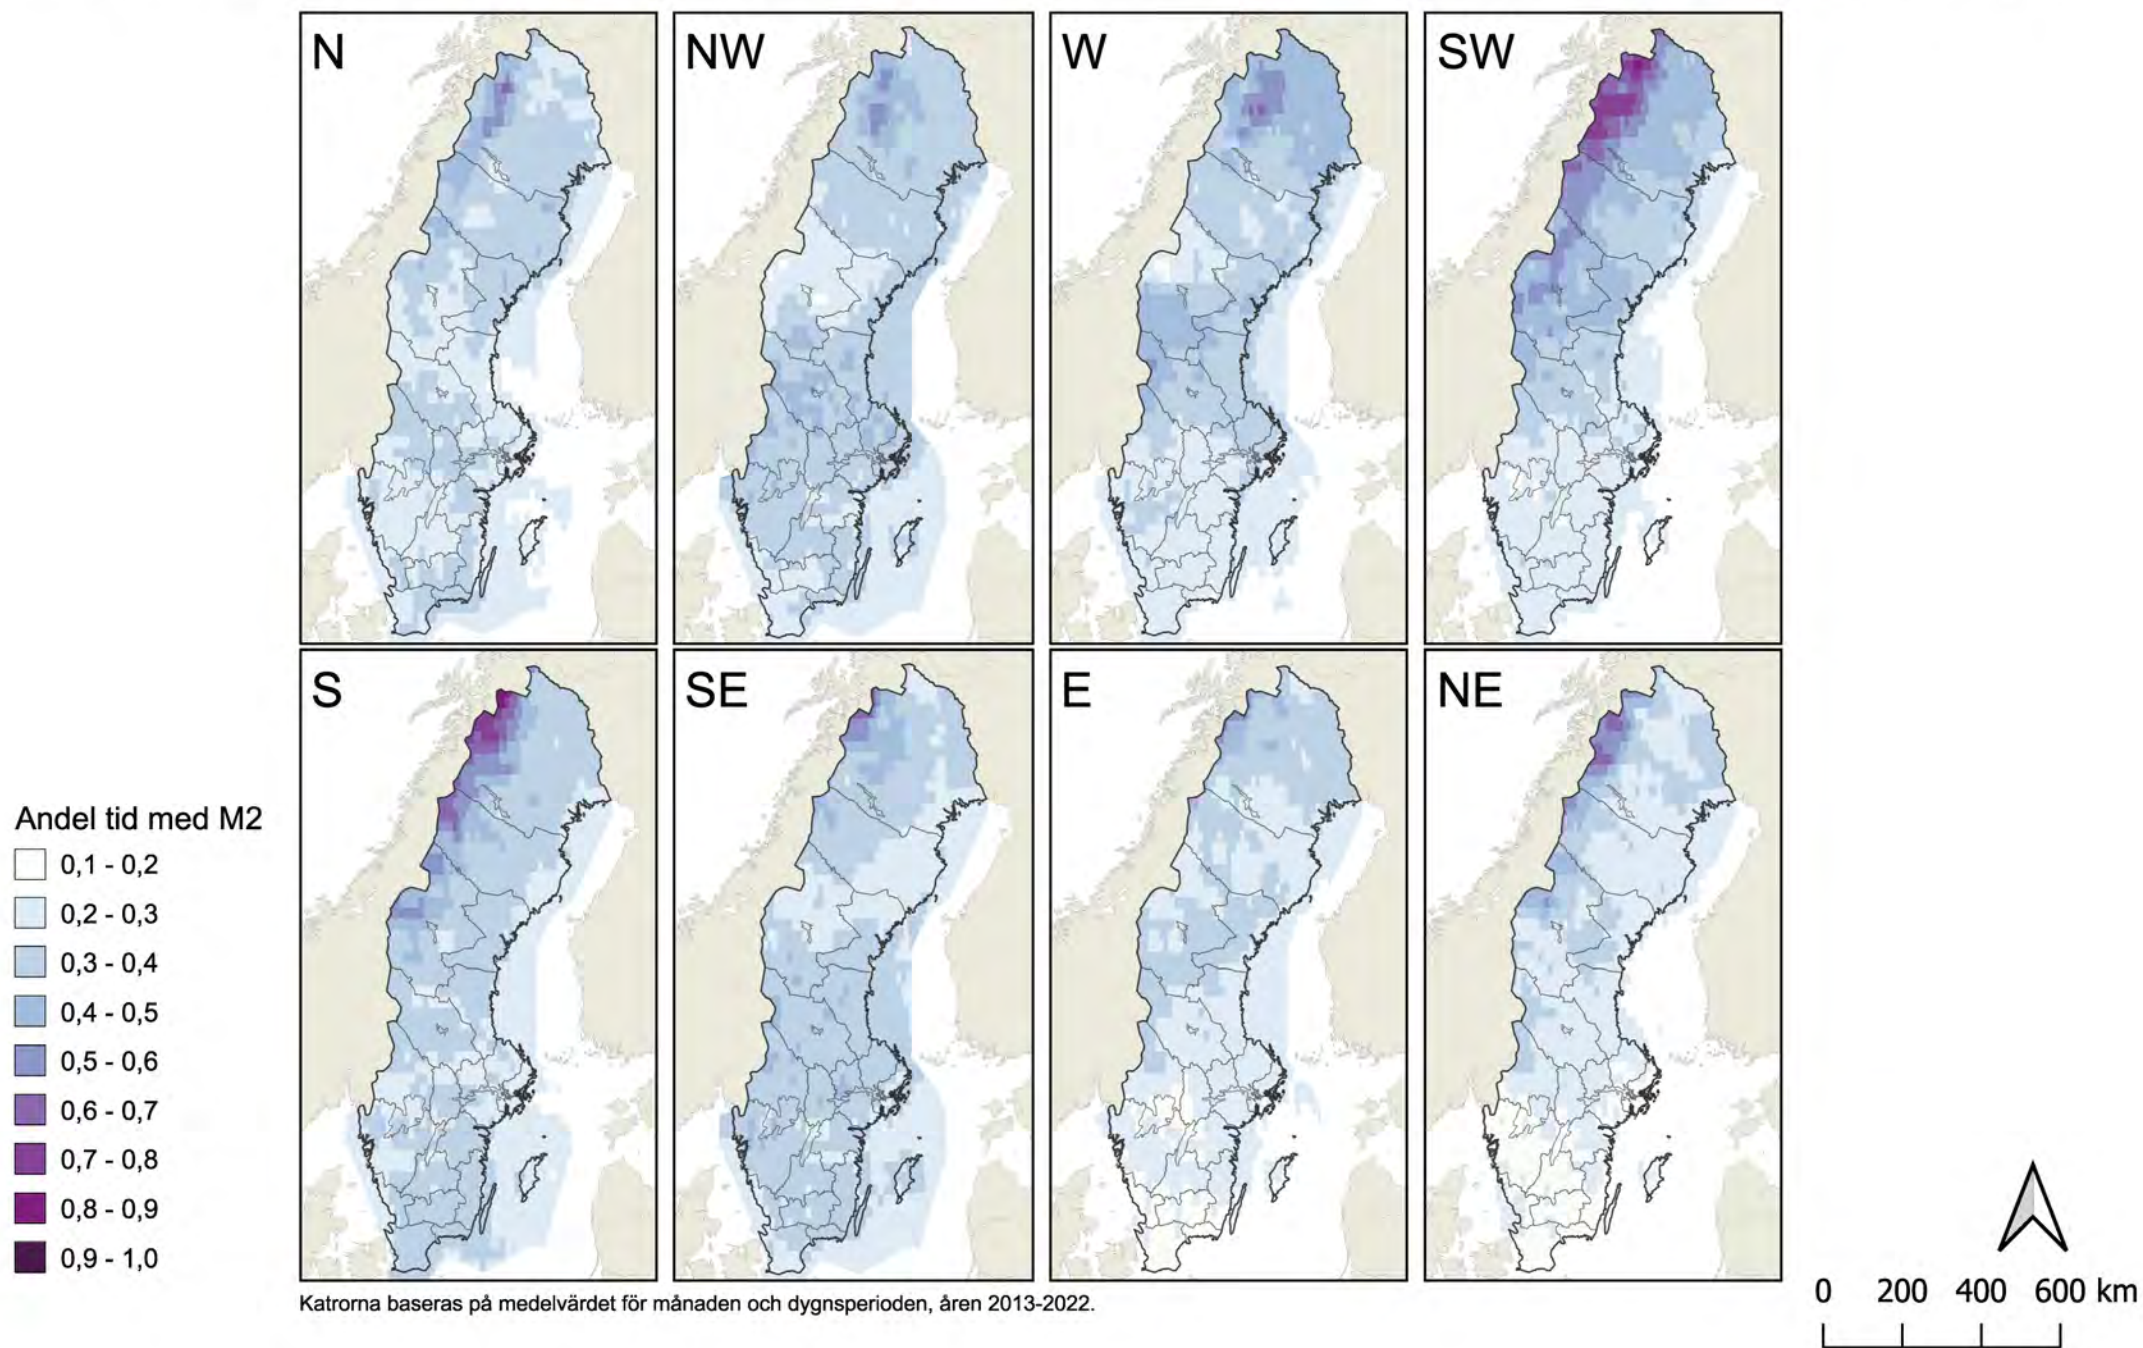 N
NW
W
SW
S
SE
E
NE
Andel tid med M2
0,1 - 0,2
0,2 - 0,3
0,3 - 0,4
0,4 - 0,5
0,5 - 0,6
0,6 - 0,7
0,7 - 0,8
0,8 - 0,9
0,9 - 1,0
Katrorna baseras på medelvärdet för månaden och dygnsperioden, åren 2013-2022.
0 200 400 600 km